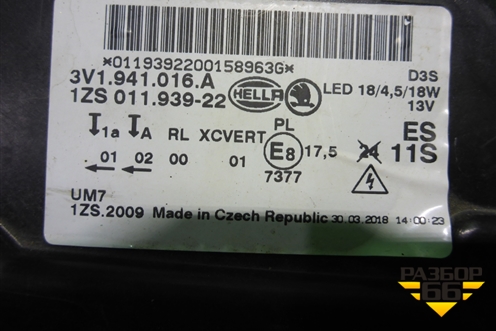 *0119392200158963G*
3V1.941.016.A
1ZS 011.939-22
HELLA
D3S
LED 18/4,5/18W
13V
1a A RL XCVERT PL ES
01 02 00 01 E8 17,5 24 11S
7377
UM7
1ZS.2009 Made in Czech Republic 30.03.2018 14:00:23
РАЗБОР
66